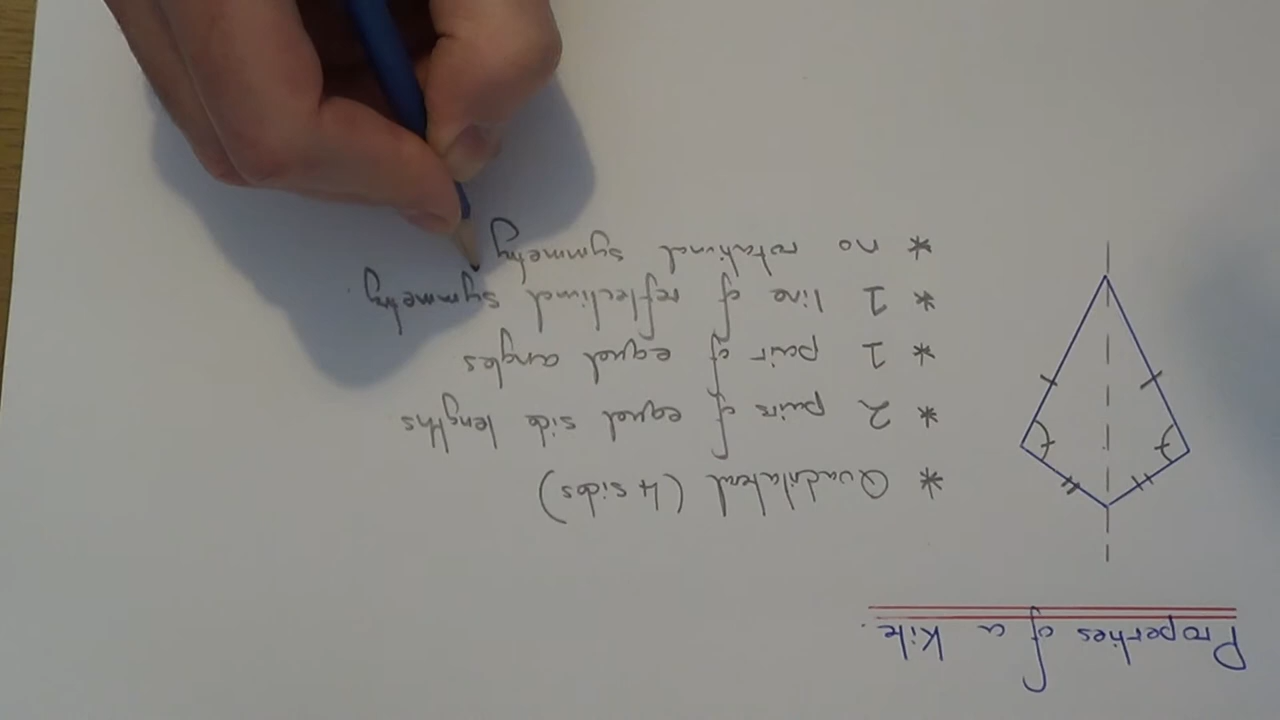 Properties of a Kite.
* Quadrilateral (4 sides)
* 2 pairs of equal side lengths
* 1 pair of equal angles
* 1 line of reflectional symmetry.
* no rotational symmetry